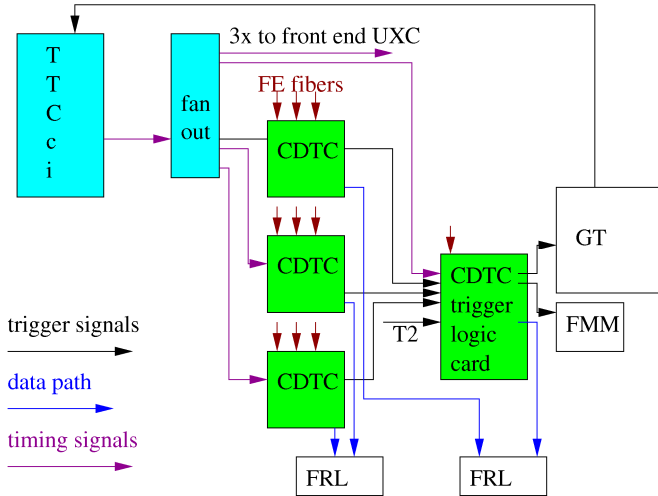 T
T
C
c
i
3x to front end UXC
fan
out
FE fibers
CDTC
CDTC
CDTC
CDTC
trigger
logic
card
T2
GT
FMM
FRL
FRL
trigger signals
data path
timing signals